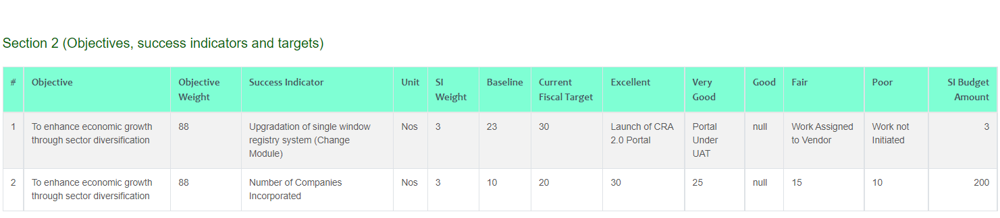 Section 2 (Objectives, success indicators and targets)
# Objective Objective Weight Success Indicator Unit SI Weight Baseline Current Fiscal Target Excellent Very Good Good Fair Poor SI Budget Amount
1 To enhance economic growth through sector diversification 88 Upgradation of single window registry system (Change Module) Nos 3 23 30 Launch of CRA 2.0 Portal Portal Under UAT null Work Assigned to Vendor Work not Initiated 3
2 To enhance economic growth through sector diversification 88 Number of Companies Incorporated Nos 3 10 20 30 25 null 15 10 200